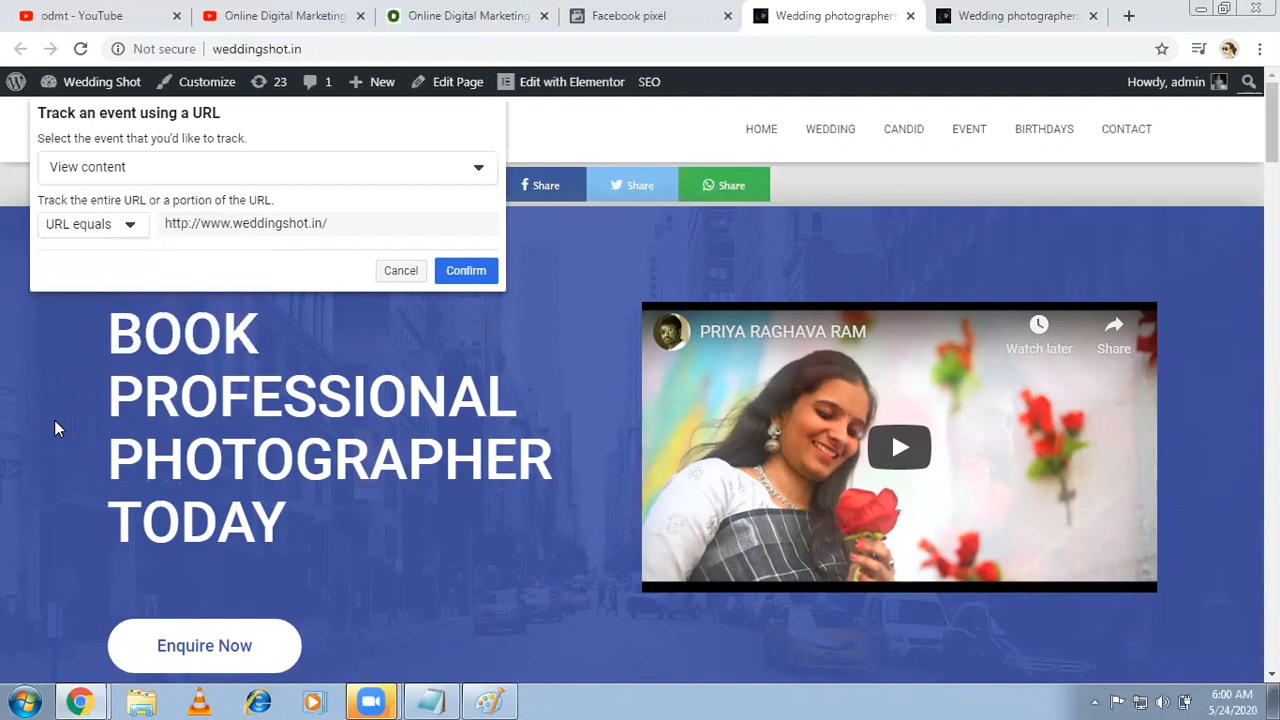 - YouTube
Online Digital Marketing
Online Digital Marketing
Facebook pixel
Wedding photographers
Wedding photographers
Not secure weddingshot.in
Wedding Shot Customize 23 1 New Edit Page Edit with Elementor SEO Howdy, admin
Track an event using a URL
Select the event that you'd like to track.
View content
Track the entire URL or a portion of the URL.
URL equals http://www.weddingshot.in/
Cancel Confirm
HOME WEDDING CANDID EVENT BIRTHDAYS CONTACT
Share Share Share
BOOK
PROFESSIONAL
PHOTOGRAPHER
TODAY
Enquire Now
PRIYA RAGHAVA RAM
Watch later Share
6:00 AM
5/24/2020